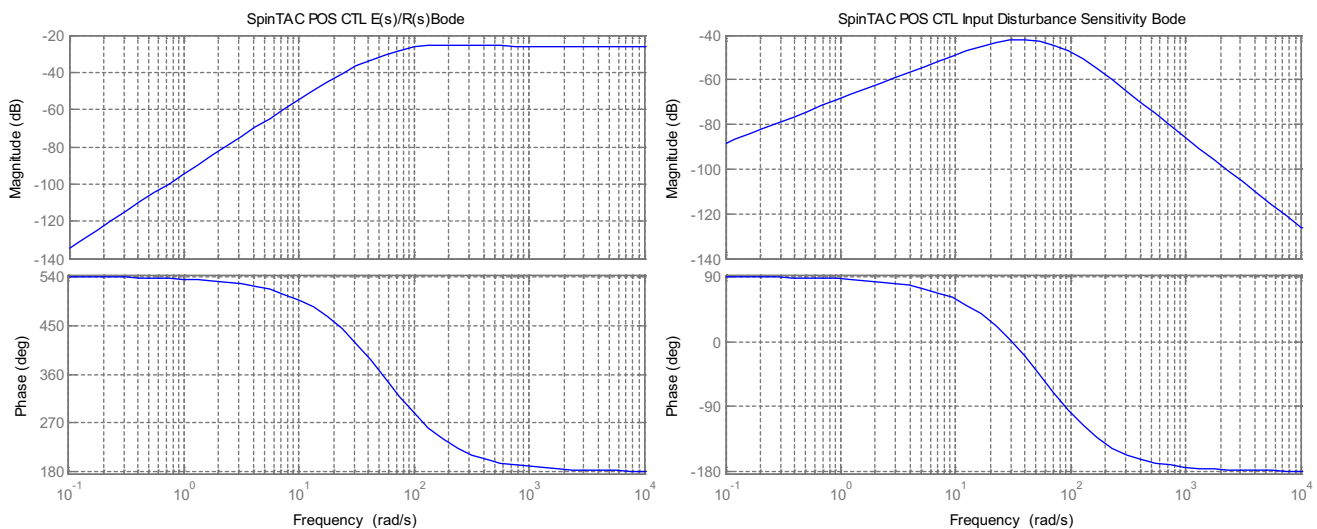 SpinTAC POS CTL E(s)/R(s)Bode
-20
-40
-60
-80
-100
-120
-140
Magnitude (dB)
540
450
360
270
180
Phase (deg)
10^-1 10^0 10^1 10^2 10^3 10^4
Frequency (rad/s)
SpinTAC POS CTL Input Disturbance Sensitivity Bode
-40
-60
-80
-100
-120
-140
Magnitude (dB)
90
0
-90
-180
Phase (deg)
10^-1 10^0 10^1 10^2 10^3 10^4
Frequency (rad/s)